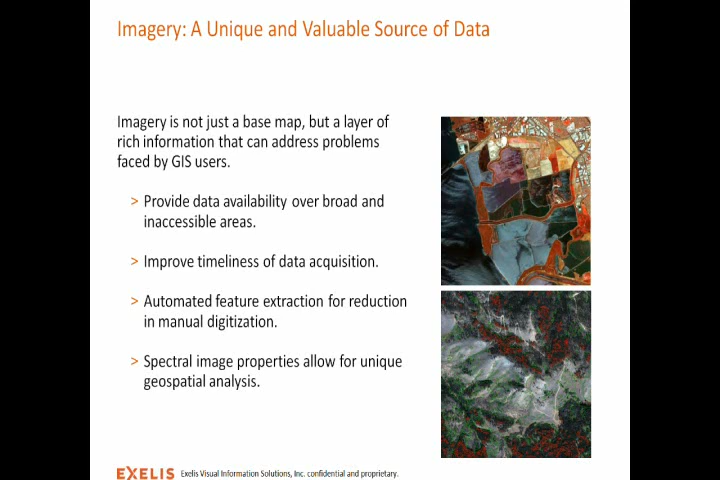 Imagery: A Unique and Valuable Source of Data
Imagery is not just a base map, but a layer of
rich information that can address problems
faced by GIS users.
> Provide data availability over broad and
inaccessible areas.
> Improve timeliness of data acquisition.
> Automated feature extraction for reduction
in manual digitization.
> Spectral image properties allow for unique
geospatial analysis.
EXELIS Exelis Visual Information Solutions, Inc. confidential and proprietary.